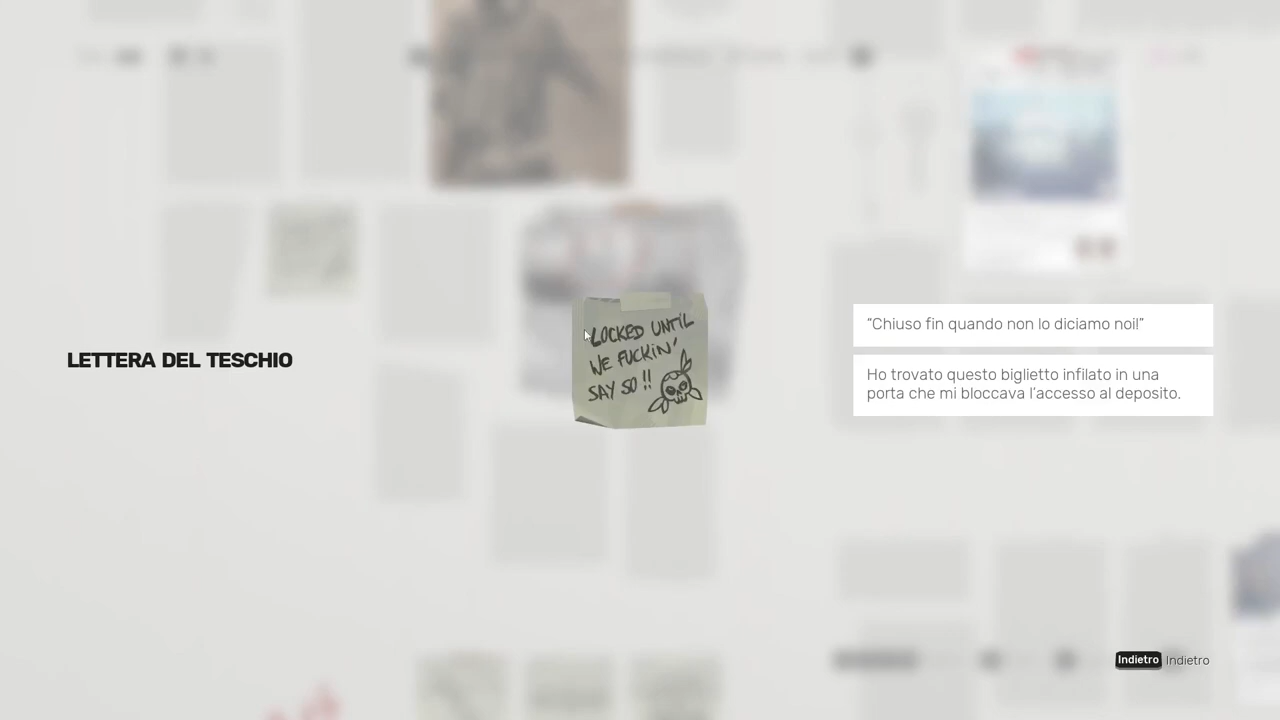 LETTERA DEL TESCHIO
LOCKED UNTIL
WE FUCKIN'
SAY SO !!
"Chiuso fin quando non lo diciamo noi!"
Ho trovato questo biglietto infilato in una
porta che mi bloccava l'accesso al deposito.
Indietro Indietro